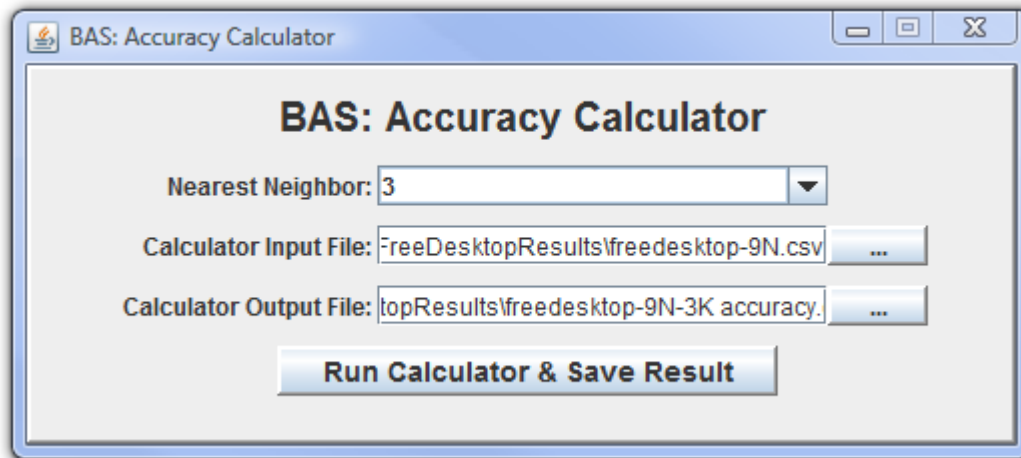 BAS: Accuracy Calculator
BAS: Accuracy Calculator
Nearest Neighbor: 3
Calculator Input File: FreeDesktopResults\freedesktop-9N.csv ...
Calculator Output File: topResults\freedesktop-9N-3K accuracy. ...
Run Calculator & Save Result